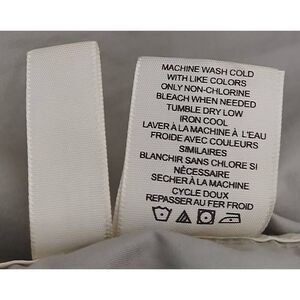 MACHINE WASH COLD
WITH LIKE COLORS
ONLY NON-CHLORINE
BLEACH WHEN NEEDED
TUMBLE DRY LOW
IRON COOL
LAVER À LA MACHINE À L'EAU
FROIDE AVEC COULEURS
SIMILAIRES
BLANCHIR SANS CHLORE SI
NÉCESSAIRE
SECHER À LA MACHINE
CYCLE DOUX
REPASSER AU FER FROID